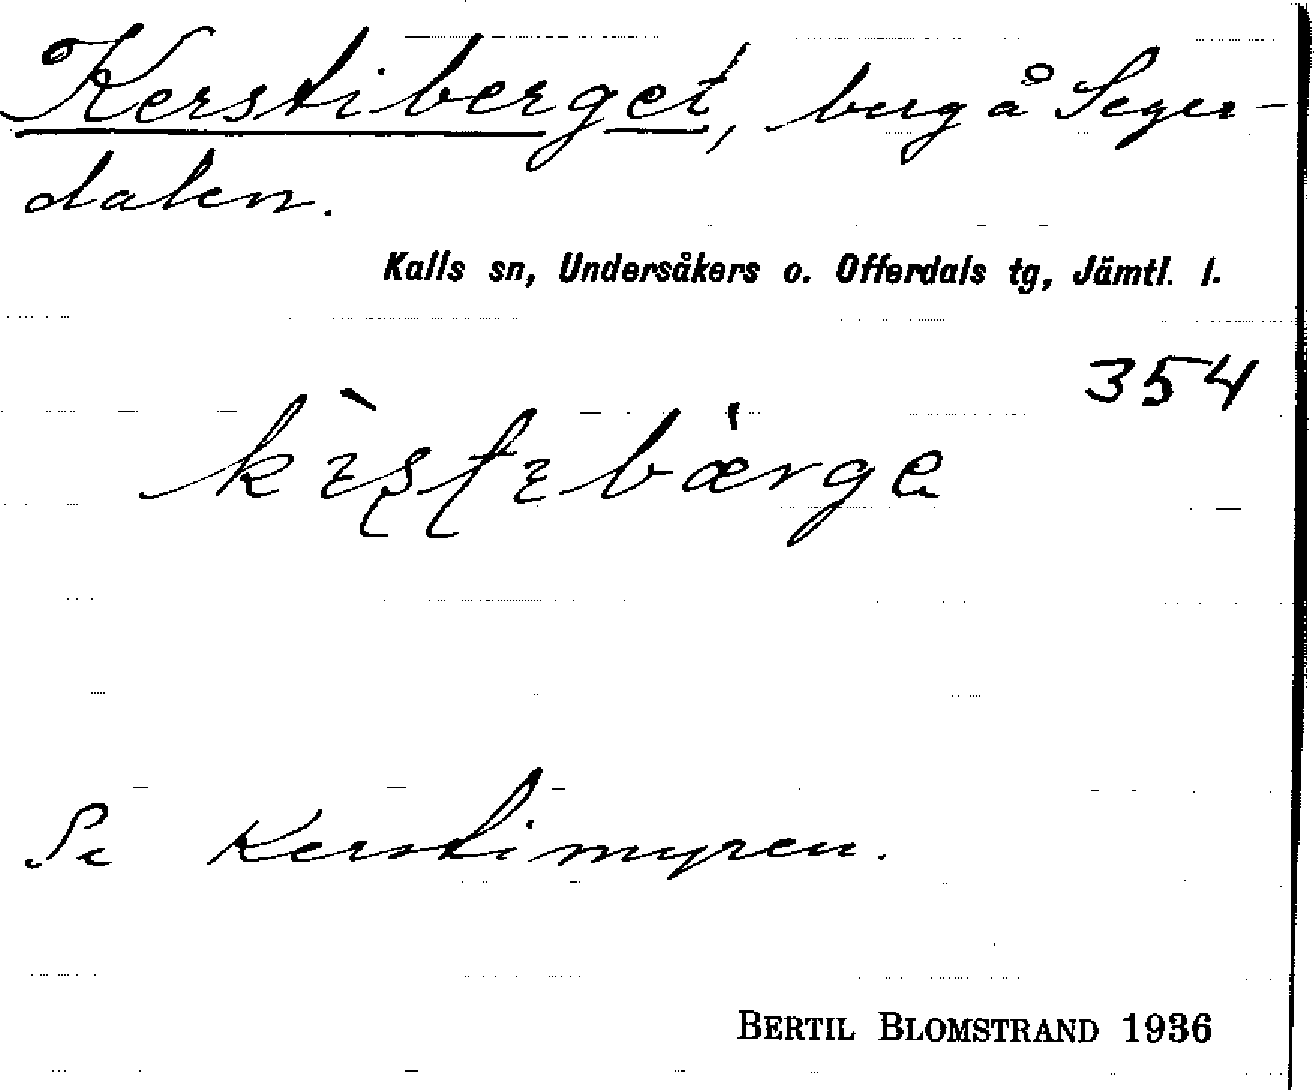 Kerstiberget, berg å Seger-
dalen.
Kalls sn, Undersåkers o. Offerdals tg, Jämtl. l.
354
Se Kerstimyren.
BERTIL BLOMSTRAND 1936